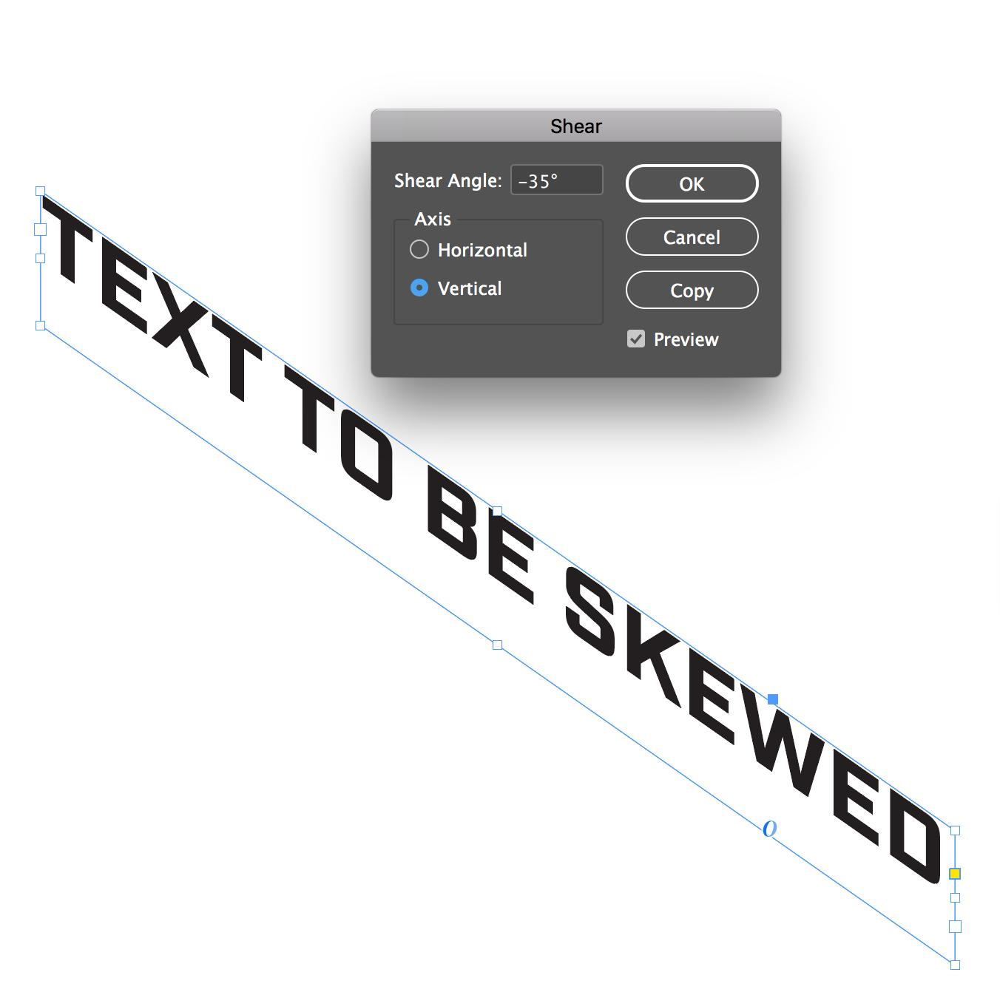 Shear
Shear Angle: -35°
OK
Axis
Horizontal
Cancel
Vertical
Copy
Preview
TEXT TO BE SKEWED